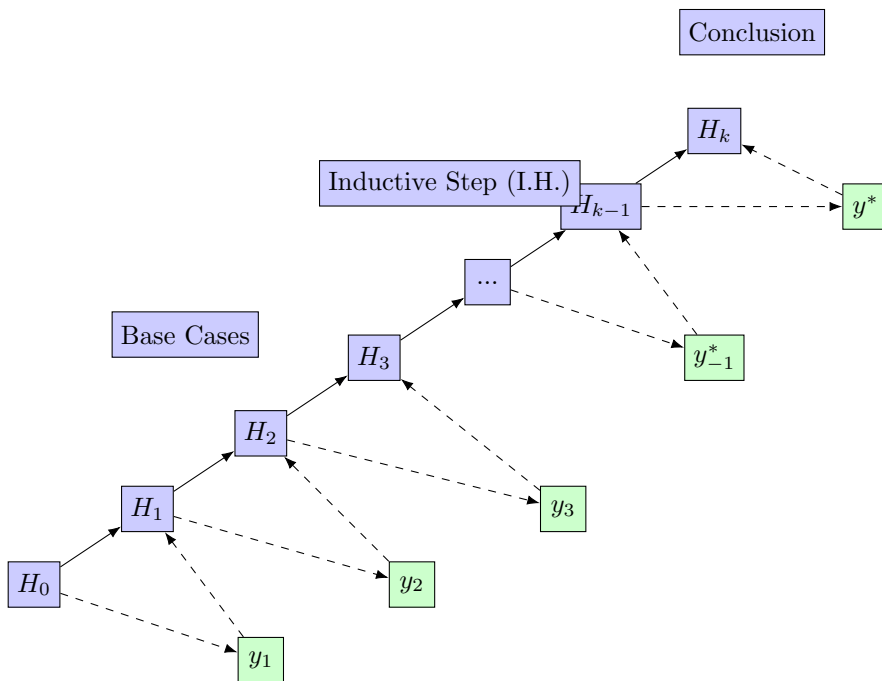 Conclusion
H_k
Inductive Step (I.H.)
H_{k-1}
y^*
...
Base Cases
H_3
y^*_{-1}
H_2
H_1
y_3
H_0
y_2
y_1